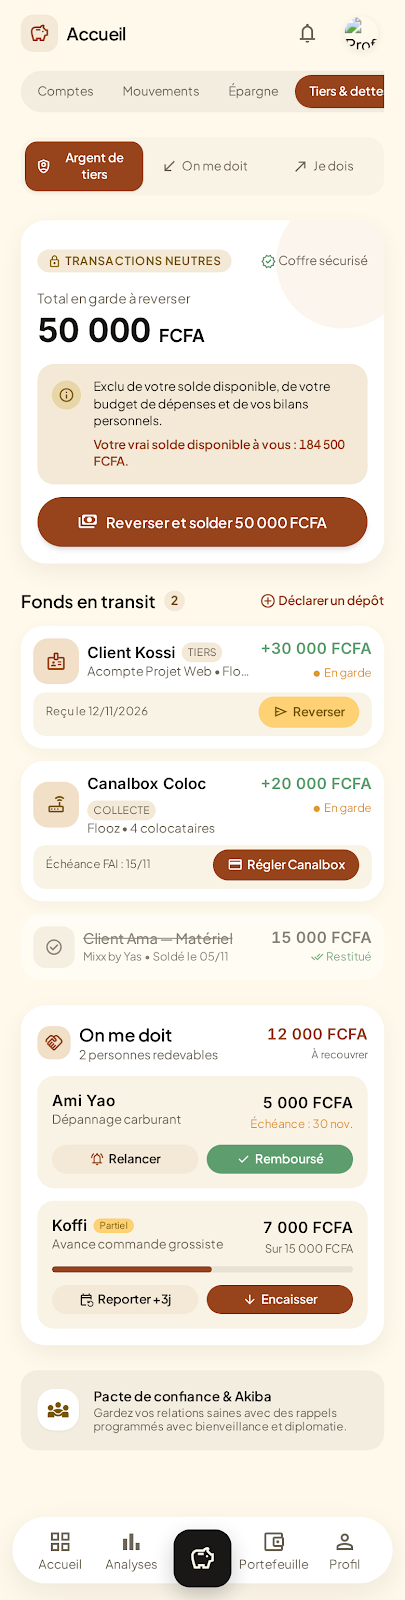 Accueil
Prof
Comptes Mouvements Épargne Tiers & dette
Argent de
tiers
On me doit
Je dois
TRANSACTIONS NEUTRES
Coffre sécurisé
Total en garde à reverser
50 000 FCFA
Exclu de votre solde disponible, de votre
budget de dépenses et de vos bilans
personnels.
Votre vrai solde disponible à vous : 184 500
FCFA.
Reverser et solder 50 000 FCFA
Fonds en transit 2
Déclarer un dépôt
Client Kossi TIERS
+30 000 FCFA
Acompte Projet Web • Flo...
En garde
Reçu le 12/11/2026
Reverser
Canalbox Coloc
+20 000 FCFA
COLLECTE
En garde
Flooz • 4 colocataires
Échéance FAI : 15/11
Régler Canalbox
Client Ama — Matériel
15 000 FCFA
Mixx by Yas • Soldé le 05/11
Restitué
On me doit
12 000 FCFA
2 personnes redevables
À recouvrer
Ami Yao
5 000 FCFA
Dépannage carburant
Échéance : 30 nov.
Relancer
Remboursé
Koffi Partiel
7 000 FCFA
Avance commande grossiste
Sur 15 000 FCFA
Reporter +3j
Encaisser
Pacte de confiance & Akiba
Gardez vos relations saines avec des rappels
programmés avec bienveillance et diplomatie.
Accueil Analyses Portefeuille Profil